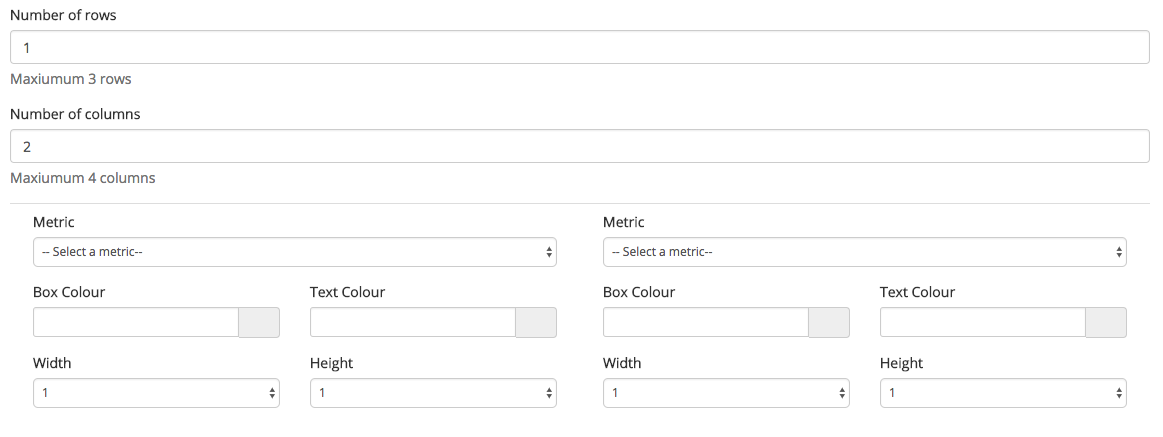 Number of rows
1
Maxiumum 3 rows
Number of columns
2
Maxiumum 4 columns
Metric Metric
-- Select a metric-- -- Select a metric--
Box Colour Text Colour Box Colour Text Colour
Width Height Width Height
1 1 1 1